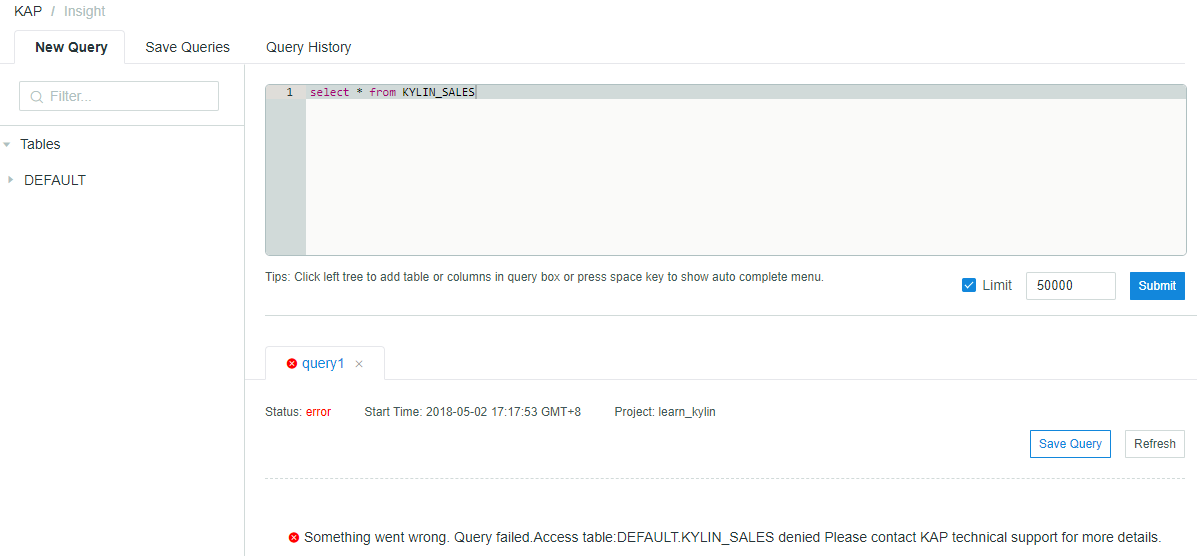 KAP / Insight
New Query Save Queries Query History
Filter...
1 select * from KYLIN_SALES
Tables
DEFAULT
Tips: Click left tree to add table or columns in query box or press space key to show auto complete menu.
Limit 50000 Submit
query1 ×
Status: error Start Time: 2018-05-02 17:17:53 GMT+8 Project: learn_kylin
Save Query Refresh
Something went wrong. Query failed.Access table:DEFAULT.KYLIN_SALES denied Please contact KAP technical support for more details.